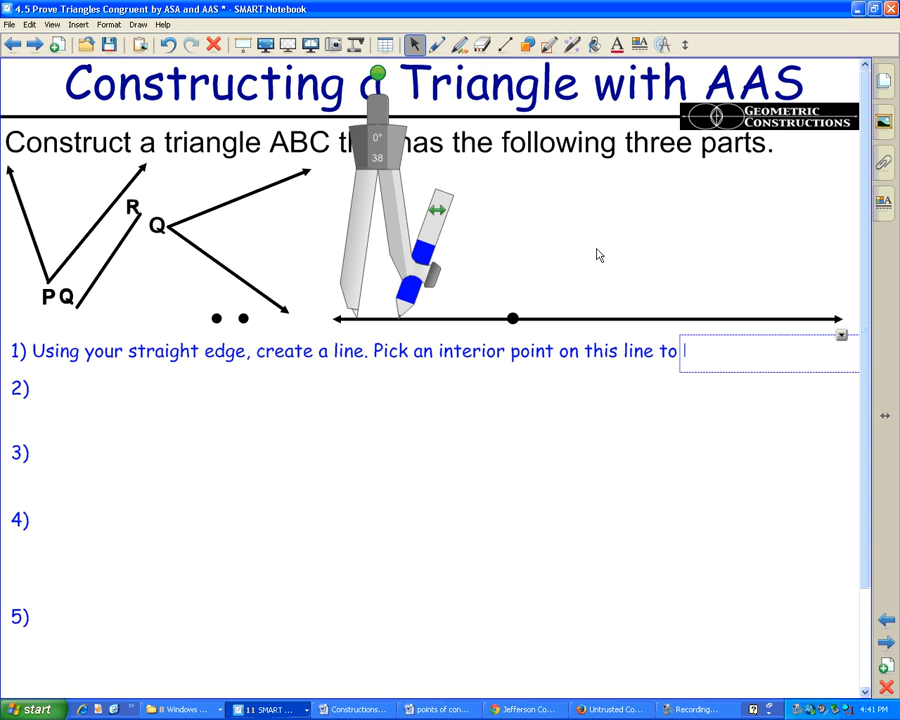 4.5 Prove Triangles Congruent by ASA and AAS * - SMART Notebook
File Edit View Insert Format Draw Help
Constructing a Triangle with AAS
GEOMETRIC
CONSTRUCTIONS
Construct a triangle ABC th has the following three parts.
0°
38
R
Q
P Q
1) Using your straight edge, create a line. Pick an interior point on this line to
2)
3)
4)
5)
start
8 Windows ...
11 SMART ...
Constructions...
points of con...
Jefferson Co...
Untrusted Co...
Recording...
4:41 PM